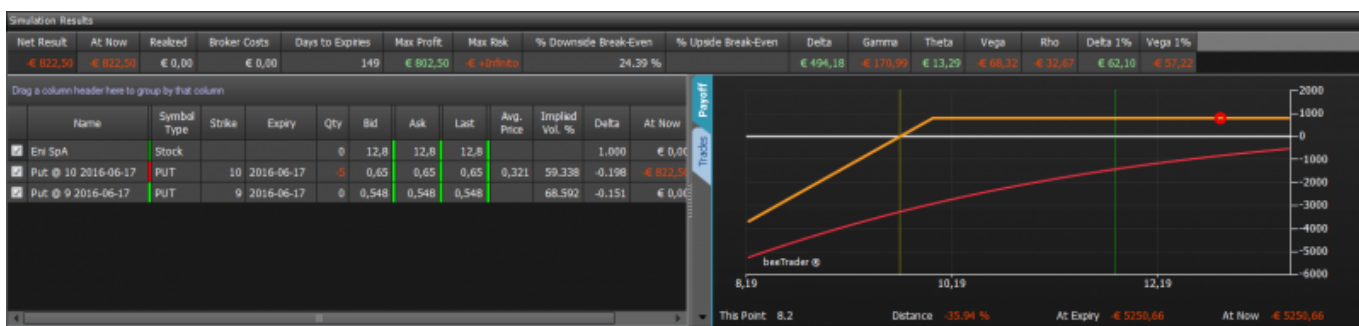 Simulation Results
Net Result At Now Realized Broker Costs Days to Expiries Max Profit Max Risk % Downside Break-Even % Upside Break-Even Delta Gamma Theta Vega Rho Delta 1% Vega 1%
-€ 822,50 -€ 822,50 € 0,00 € 0,00 149 € 802,50 -€ +Infinito 24.39 % € 494,18 -€ 170,99 € 13,29 -€ 68,32 -€ 32,67 € 62,10 -€ 57,22
Drag a column header here to group by that column
Name Symbol Type Strike Expiry Qty Bid Ask Last Avg. Price Implied Vol. % Delta At Now
Eni SpA Stock 0 12,8 12,8 12,8 1.000 € 0,00
Put @ 10 2016-06-17 PUT 10 2016-06-17 -5 0,65 0,65 0,65 0,321 59.338 -0.198 -€ 822,50
Put @ 9 2016-06-17 PUT 9 2016-06-17 0 0,548 0,548 0,548 68.592 -0.151 € 0,00
Payoff
Trades
2000
1000
0
-1000
-2000
-3000
-4000
-5000
-6000
beeTrader ®
8,19 10,19 12,19
This Point 8.2 Distance -35.94 % At Expiry -€ 5250,66 At Now -€ 5250,66